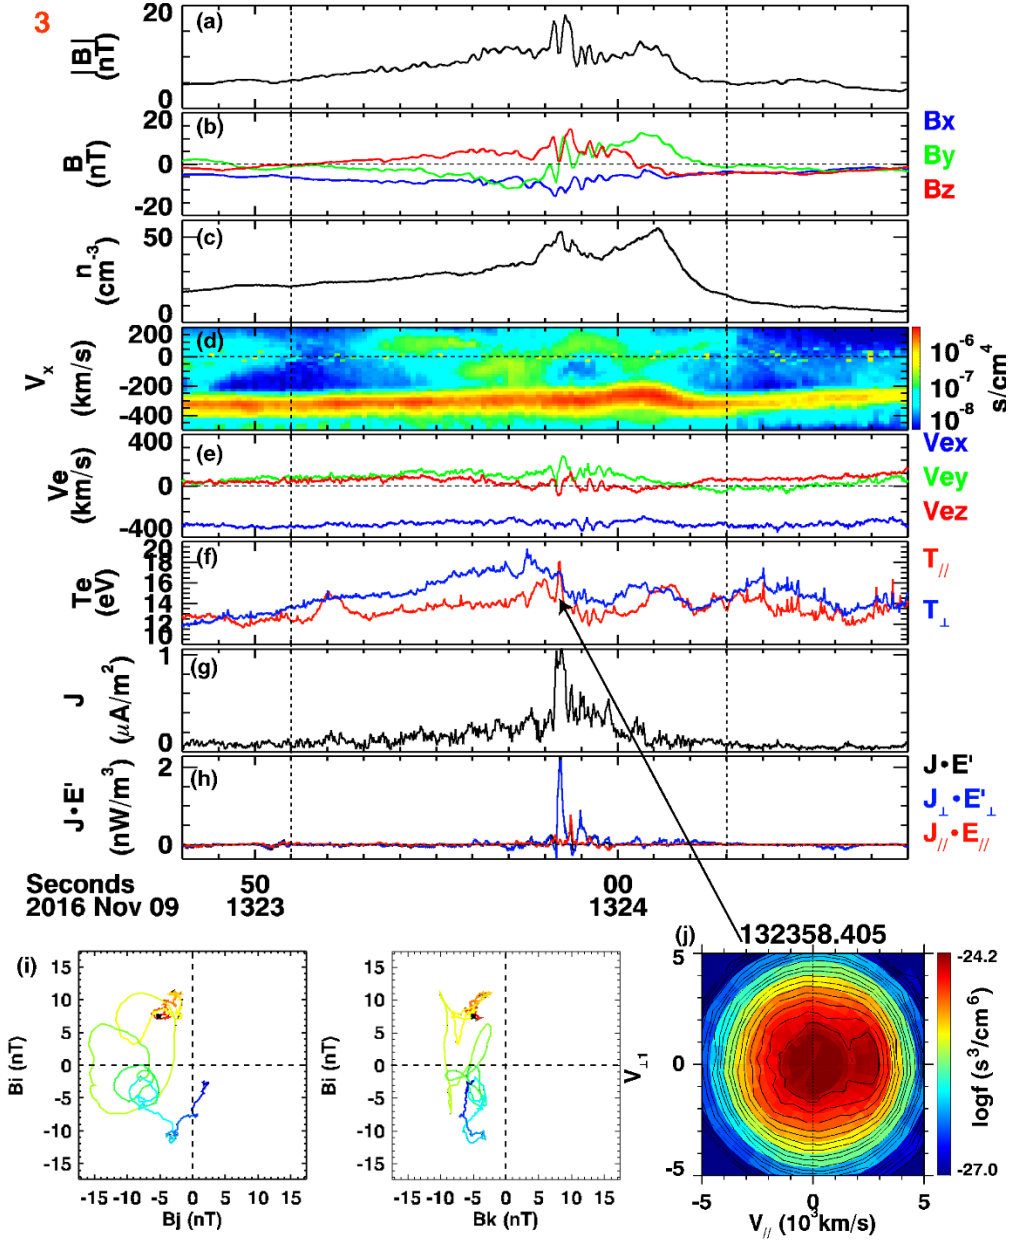 3
(a)
|B|
(nT)
20
10
0
(b)
B
(nT)
20
0
-20
Bx
By
Bz
(c)
n⁻³
(cm⁻³)
50
0
(d)
Vₓ
(km/s)
200
0
-200
-400
10⁻⁶
10⁻⁷
10⁻⁸
s/cm⁴
(e)
Ve
(km/s)
400
0
-400
Vex
Vey
Vez
(f)
Te
(eV)
20
18
16
14
12
10
T//
T⊥
(g)
J
(μA/m²)
1
0
(h)
J•E'
(nW/m³)
2
0
J•E'
J⊥•E'⊥
J//•E//
Seconds 50 00
2016 Nov 09 1323 1324
(i)
Bi (nT)
15
10
5
0
-5
-10
-15
-15 -10 -5 0 5 10 15
Bj (nT)
Bi (nT)
15
10
5
0
-5
-10
-15
-15 -10 -5 0 5 10 15
Bk (nT)
(j)
132358.405
V⊥1
5
0
-5
-5 0 5
V// (10³km/s)
-24.2
-27.0
logf (s³/cm⁶)